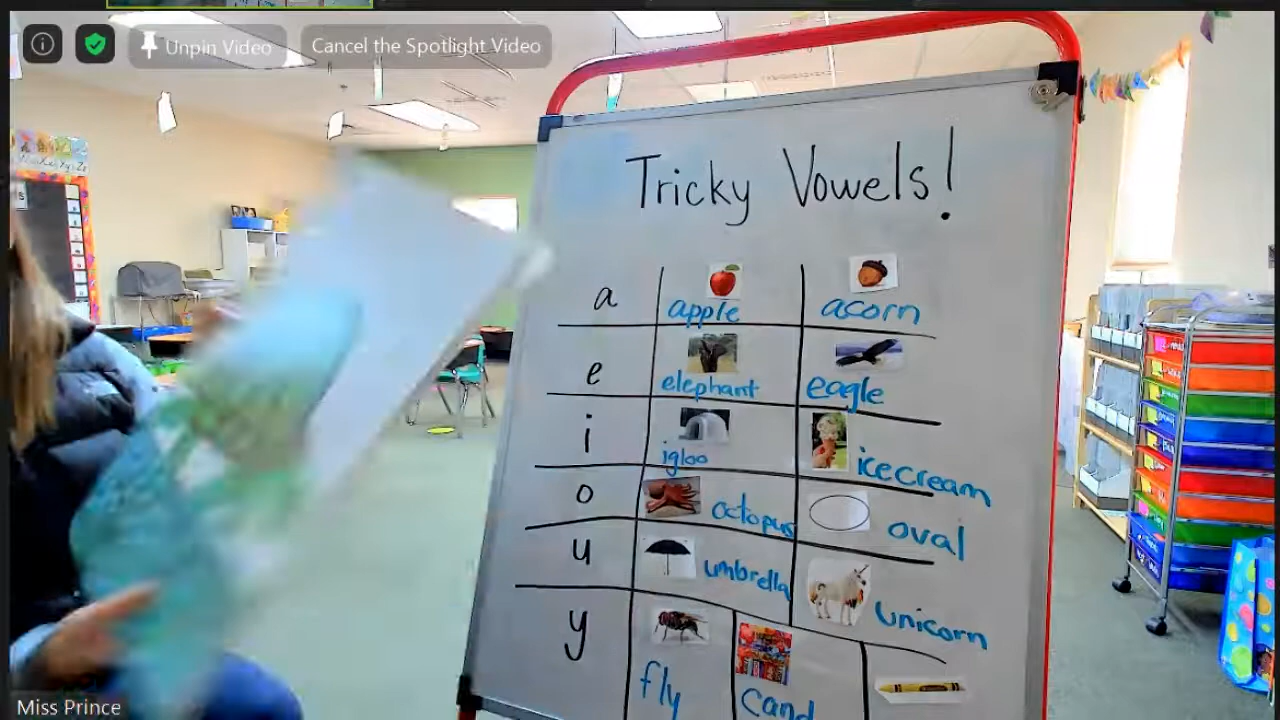 Unpin Video
Cancel the Spotlight Video
Tricky Vowels!
a apple acorn
e elephant eagle
i igloo icecream
o octopus oval
u umbrella unicorn
y fly cand
Miss Prince